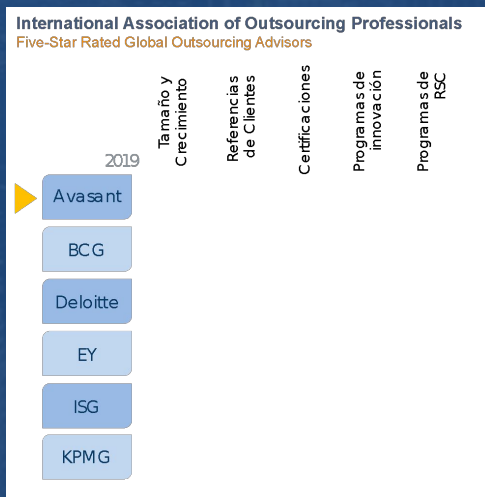 International Association of Outsourcing Professionals
Five-Star Rated Global Outsourcing Advisors
Tamaño y
Crecimiento
Referencias
de Clientes
Certificaciones
Programas de
innovación
Programas de
RSC
2019
Avasant
BCG
Deloitte
EY
ISG
KPMG